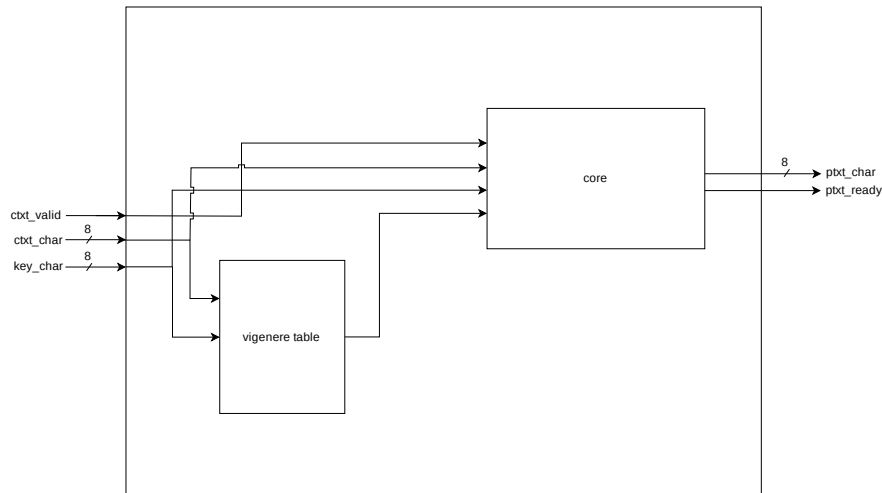 ctxt_valid
8
ctxt_char
8
key_char
vigenere table
core
8
ptxt_char
ptxt_ready